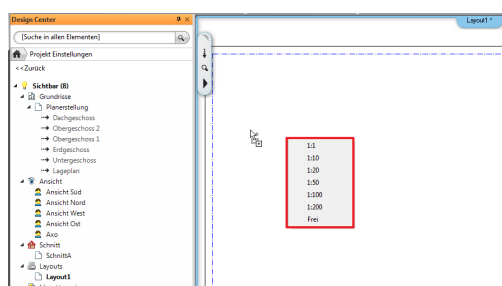 Design Center
Layout1 *
[Suche in allen Elementen]
Projekt Einstellungen
<<Zurück
Sichtbar (8)
Grundrisse
Planerstellung
Dachgeschoss
Obergeschoss 2
Obergeschoss 1
Erdgeschoss
Untergeschoss
Lageplan
Ansicht
Ansicht Süd
Ansicht Nord
Ansicht West
Ansicht Ost
Axo
Schnitt
SchnittA
Layouts
Layout1
1:1
1:10
1:20
1:50
1:100
1:200
Frei